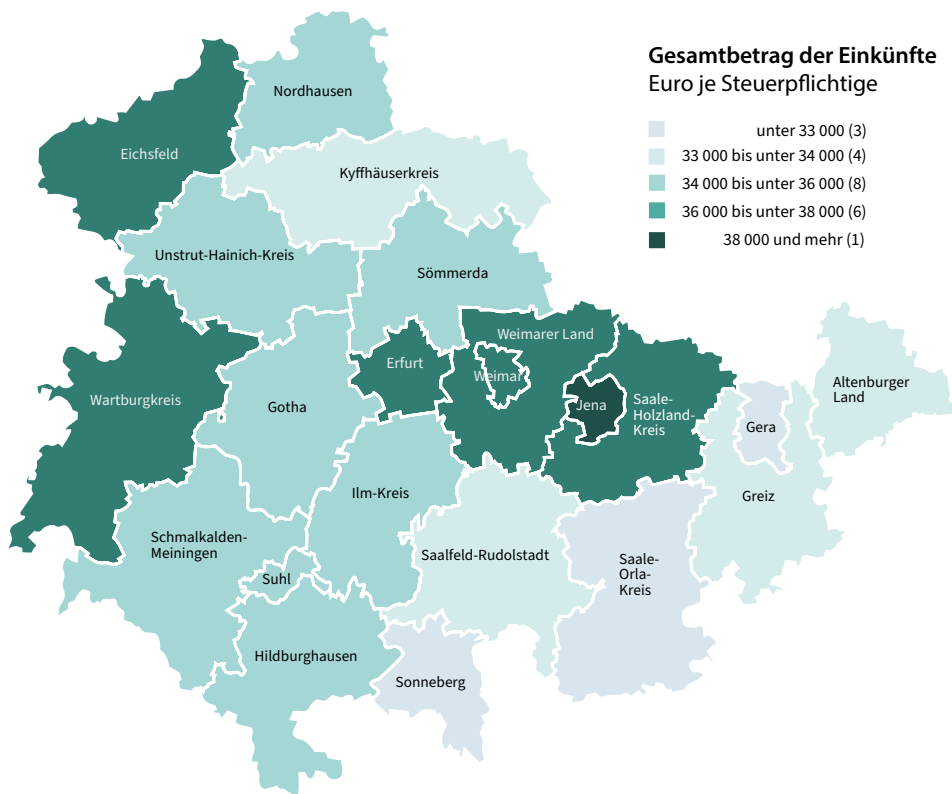 Gesamtbetrag der Einkünfte
Euro je Steuerpflichtige
unter 33 000 (3)
33 000 bis unter 34 000 (4)
34 000 bis unter 36 000 (8)
36 000 bis unter 38 000 (6)
38 000 und mehr (1)
Nordhausen
Eichsfeld
Kyffhäuserkreis
Unstrut-Hainich-Kreis
Sömmerda
Weimarer Land
Erfurt
Weimar
Wartburgkreis
Gotha
Jena
Saale-
Holzland-
Kreis
Altenburger
Land
Gera
Greiz
Ilm-Kreis
Schmalkalden-
Meiningen
Saalfeld-Rudolstadt
Saale-
Orla-
Kreis
Suhl
Hildburghausen
Sonneberg